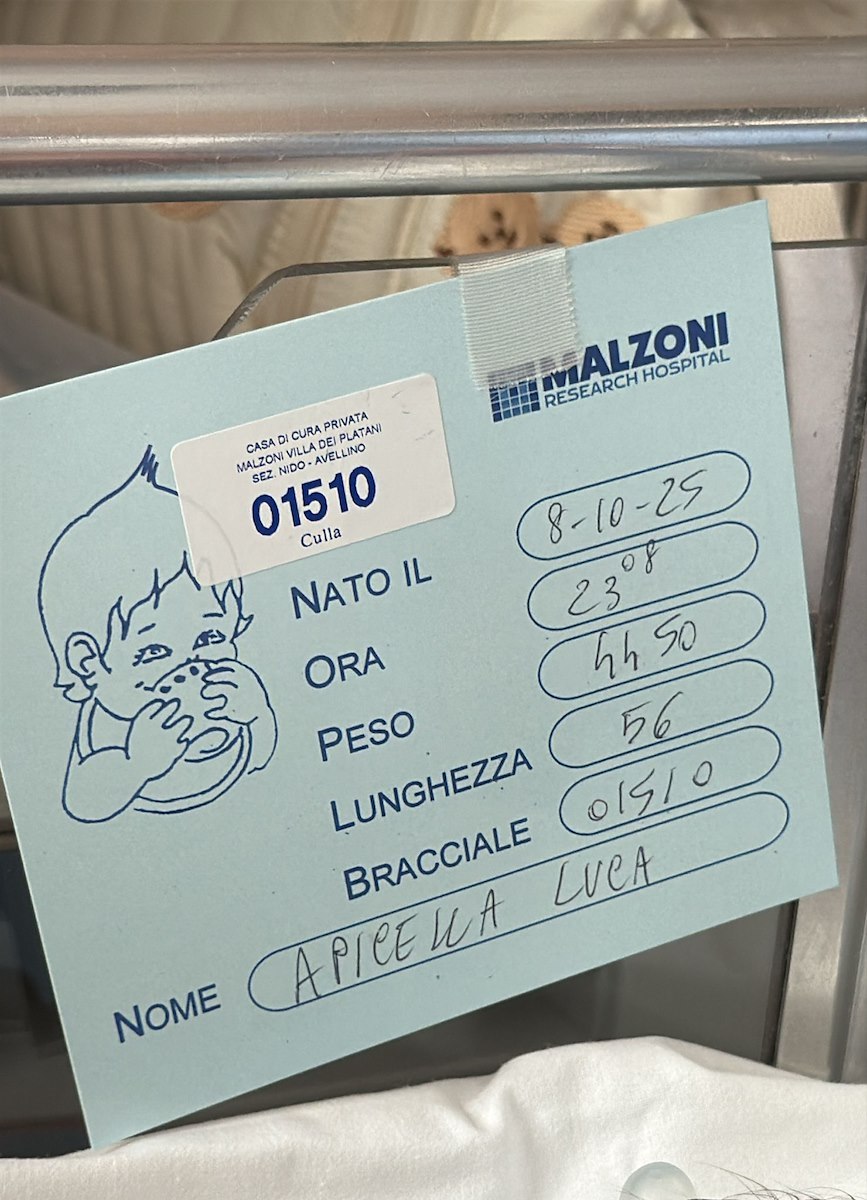 MALZONI
RESEARCH HOSPITAL
CASA DI CURA PRIVATA
MALZONI VILLA DEI PLATANI
SEZ. NIDO - AVELLINO
01510
Culla
NATO IL 8-10-25
ORA 23 08
PESO 4450
LUNGHEZZA 56
BRACCIALE 01510
NOME APICELLA LUCA